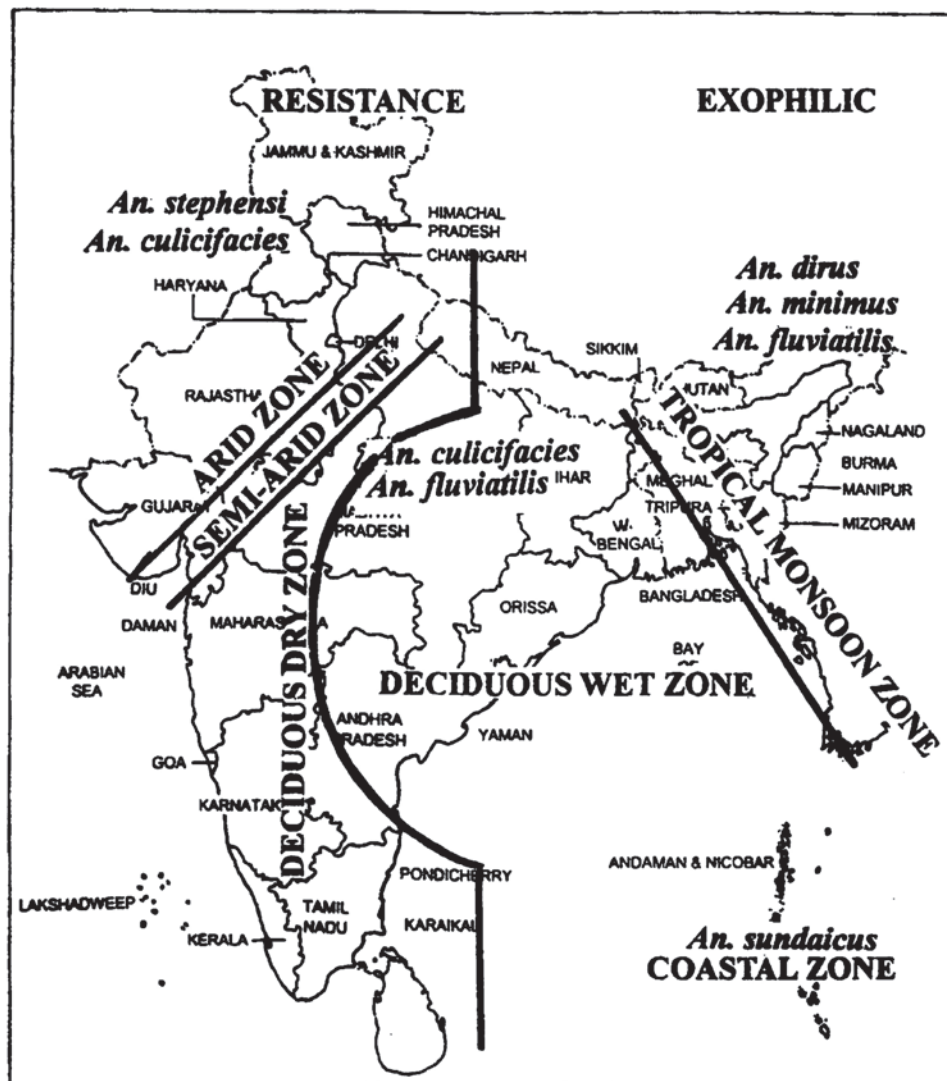 RESISTANCE
EXOPHILIC
JAMMU & KASHMIR
An. stephensi
An. culicifacies
HIMACHAL
PRADESH
CHANDIGARH
HARYANA
An. dirus
An. minimus
An. fluviatilis
DELHI
SIKKIM
NEPAL
BUTAN
RAJASTHA
ARID ZONE
SEMI-ARID ZONE
TROPICAL MONSOON ZONE
NAGALAND
An. culicifacies
An. fluviatilis
IHAR
MEGHAL
BURMA
MANIPUR
GUJARAT
PRADESH
TRIPURA
W.
BENGAL
MIZORAM
DIU
BANGLADESH
ORISSA
DAMAN
MAHARAS
A
DECIDUOUS DRY ZONE
ARABIAN
SEA
BAY
DECIDUOUS WET ZONE
ANDHRA
PRADESH
YAMAN
GOA
KARNATAK
ANDAMAN & NICOBAR
PONDICHERRY
LAKSHADWEEP
TAMIL
NADU
KARAIKAL
KERALA
An. sundaicus
COASTAL ZONE